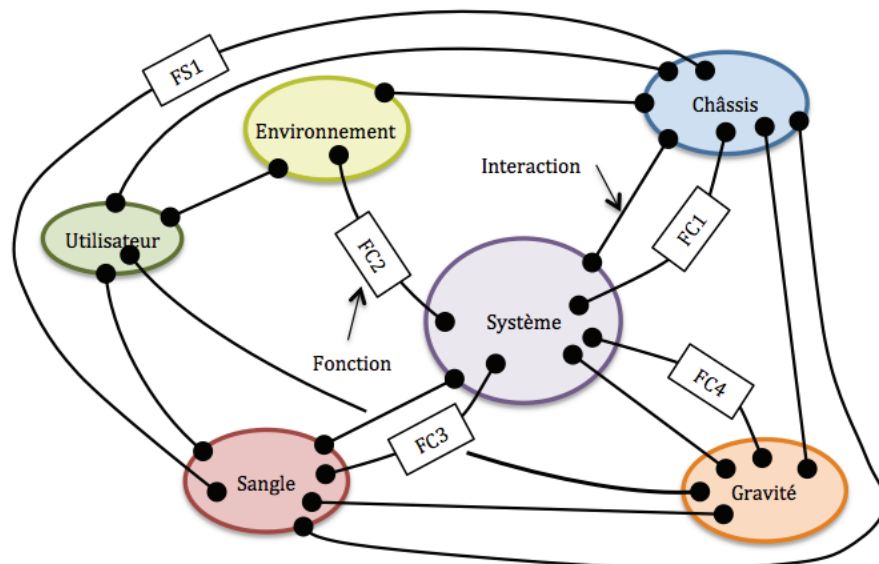 FS1
Châssis
Environnement
Interaction
FC1
Utilisateur
FC2
Système
Fonction
FC4
FC3
Sangle
Gravité